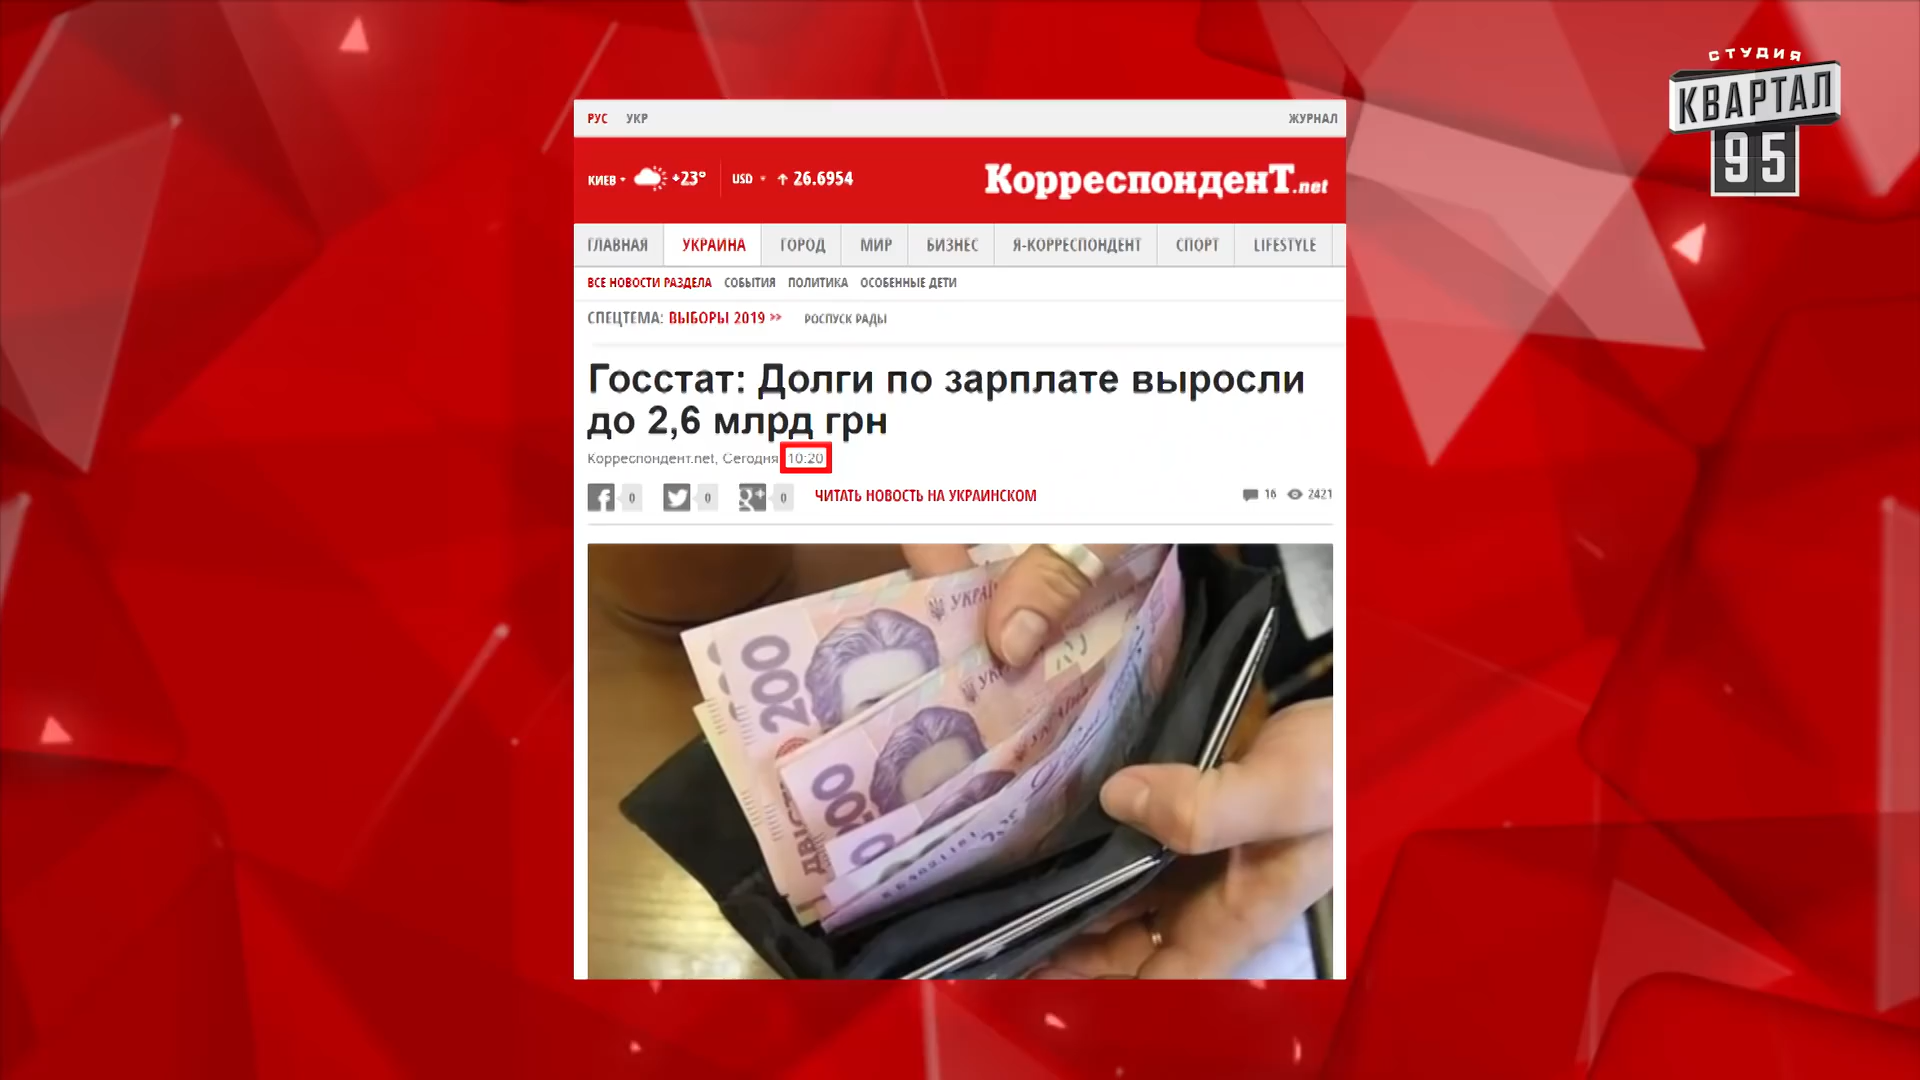 СТУДИЯ
КВАРТАЛ
95
РУС УКР ЖУРНАЛ
КИЕВ +23° USD 26.6954 КорреспонденТ.net
ГЛАВНАЯ УКРАИНА ГОРОД МИР БИЗНЕС Я-КОРРЕСПОНДЕНТ СПОРТ LIFESTYLE
ВСЕ НОВОСТИ РАЗДЕЛА СОБЫТИЯ ПОЛИТИКА ОСОБЕННЫЕ ДЕТИ
СПЕЦТЕМА: ВЫБОРЫ 2019 » РОСПУСК РАДЫ
Госстат: Долги по зарплате выросли
до 2,6 млрд грн
Корреспондент.net, Сегодня 10:20
f 0 0 g+ 0 ЧИТАТЬ НОВОСТЬ НА УКРАИНСКОМ 16 2421
200
УКРАЇ
200